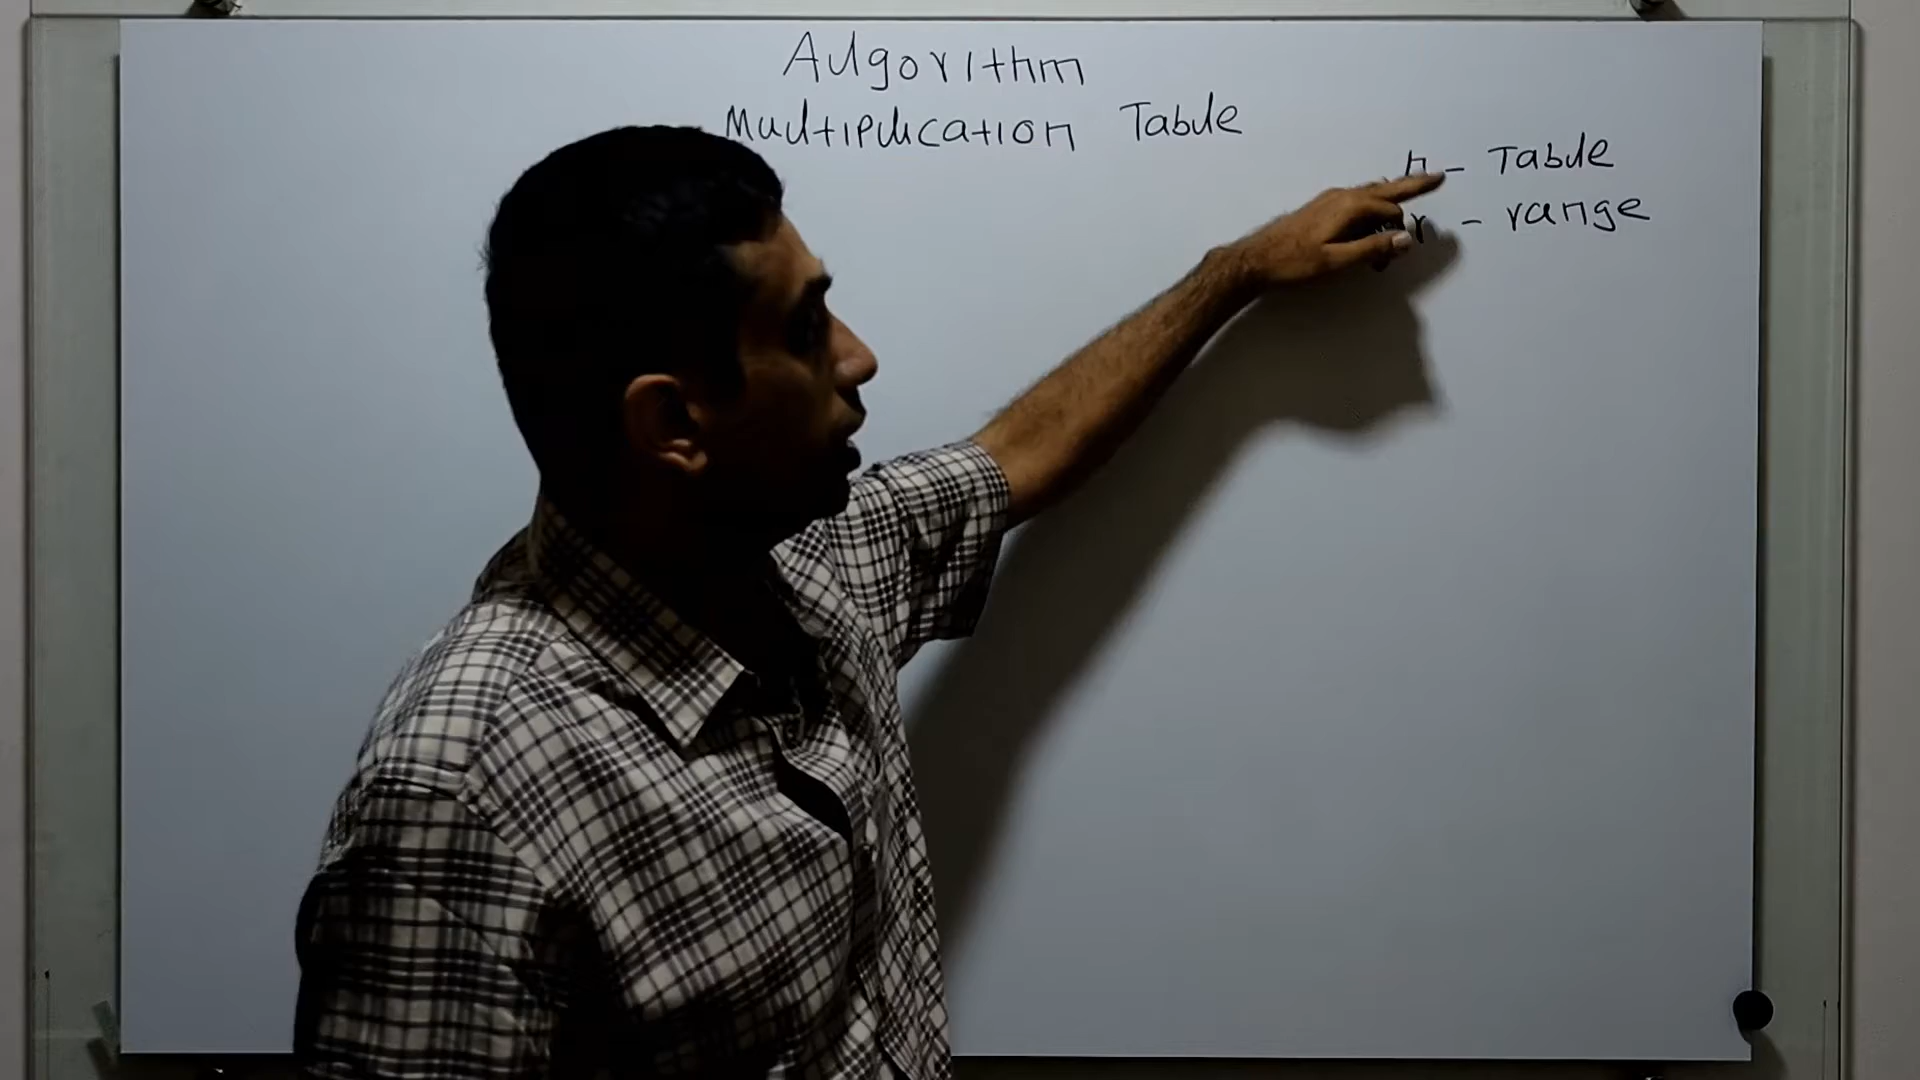 Algorithm
Multiplication Table
n - Table
r - range